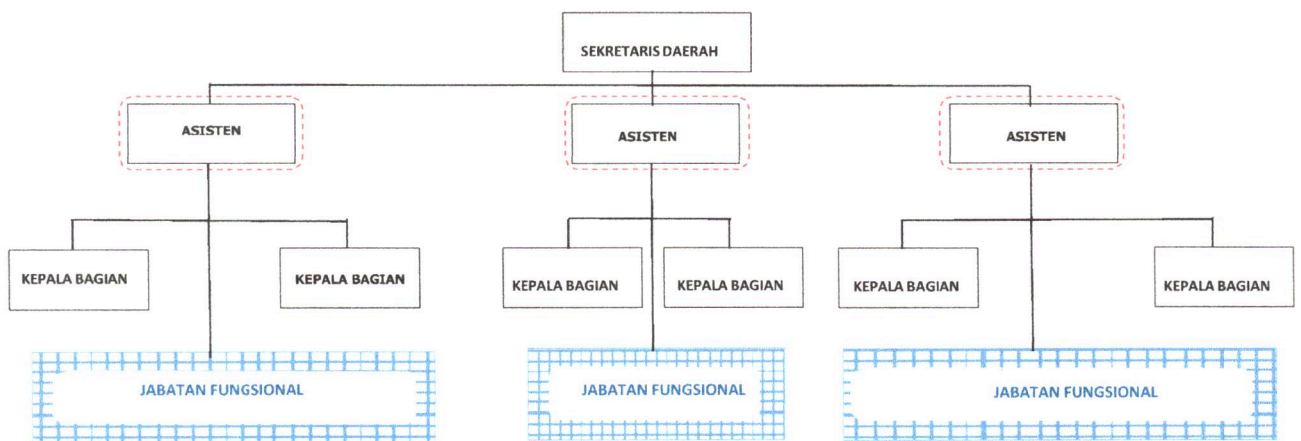 SEKRETARIS DAERAH
ASISTEN
ASISTEN
ASISTEN
KEPALA BAGIAN
KEPALA BAGIAN
KEPALA BAGIAN
KEPALA BAGIAN
KEPALA BAGIAN
KEPALA BAGIAN
JABATAN FUNGSIONAL
JABATAN FUNGSIONAL
JABATAN FUNGSIONAL